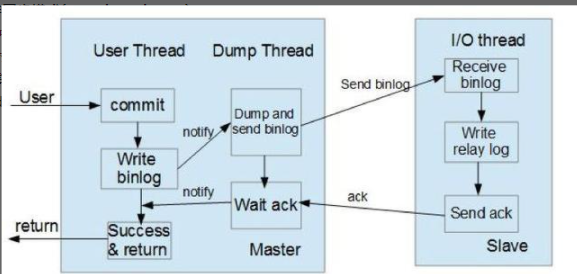 User Thread
Dump Thread
I/O thread
User
commit
notify
Dump and
send binlog
Send binlog
Receive
binlog
Write
binlog
Write
relay log
notify
Wait ack
ack
Send ack
return
Success
& return
Master
Slave